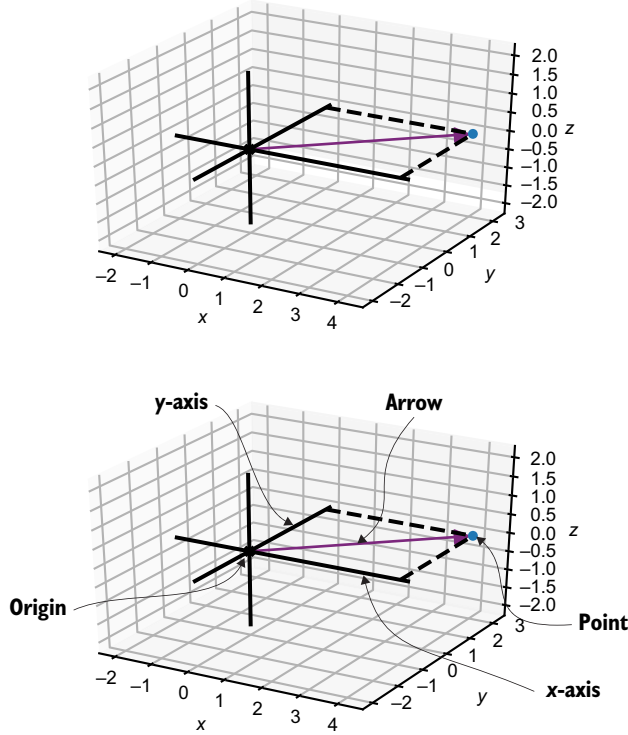 2.0
1.5
1.0
0.5
0.0 z
–0.5
–1.0
–1.5
–2.0
3
2
1
0
–1
–2
y
–2 –1 0 1 2 3 4
x
y-axis
Arrow
2.0
1.5
1.0
0.5
0.0 z
–0.5
–1.0
–1.5
–2.0
Origin
Point
3
2
1
0
–1
–2
y
x-axis
–2 –1 0 1 2 3 4
x